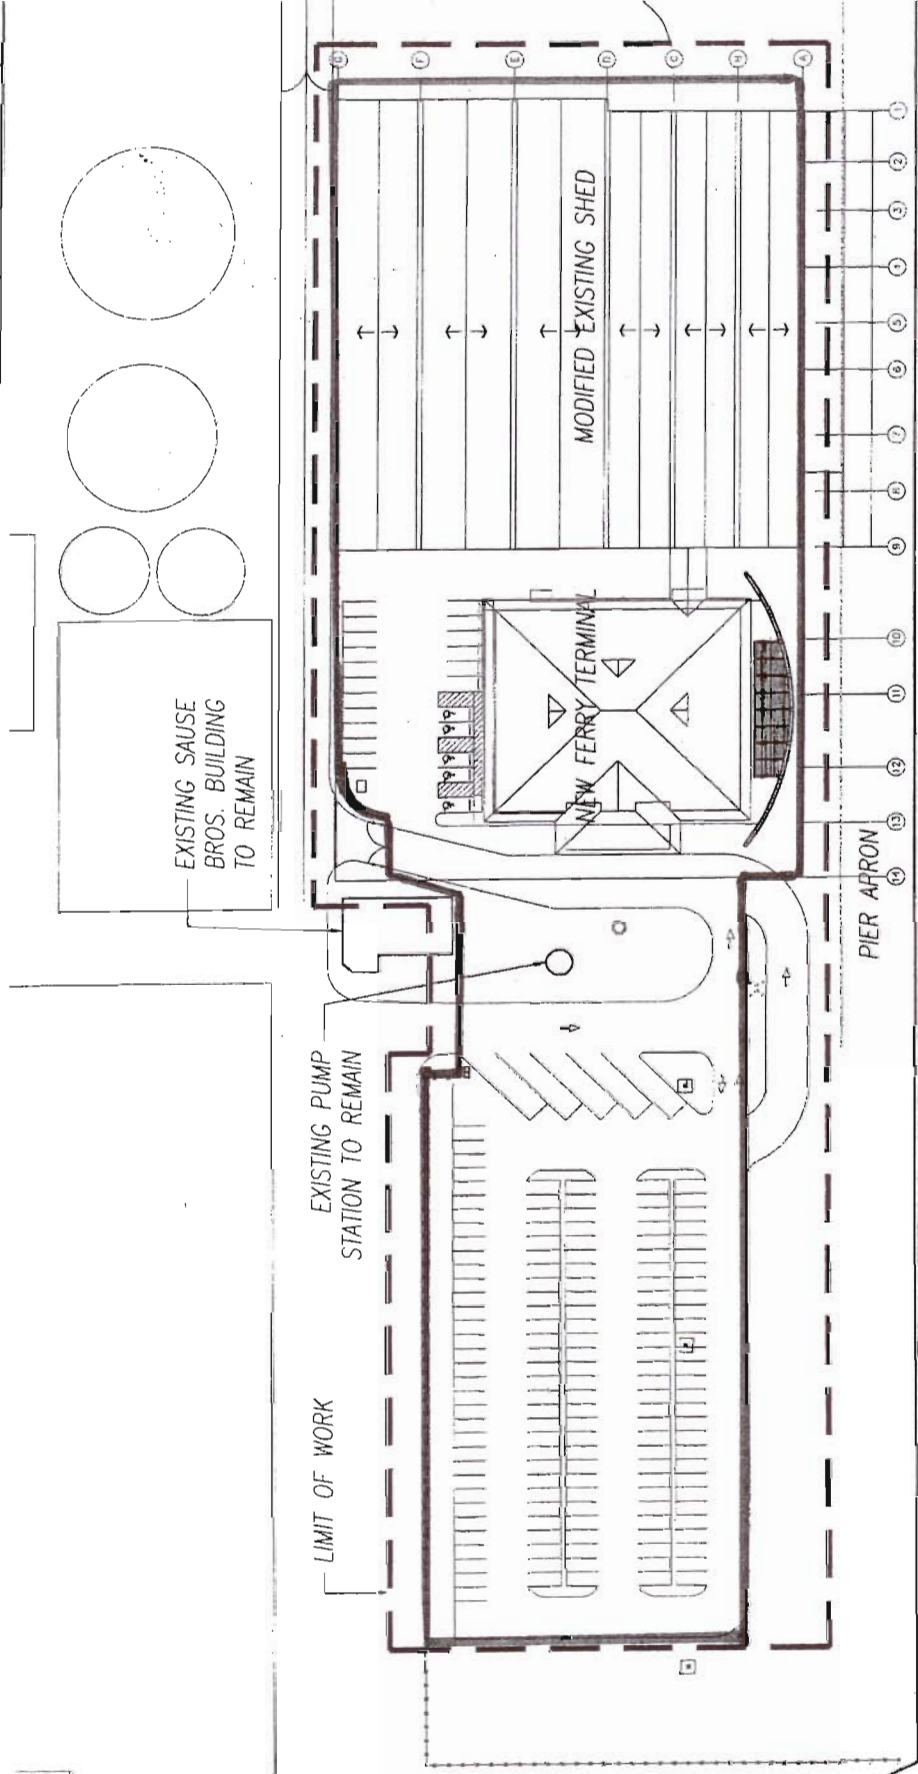 G
F
E
D
C
H
A
1
2
3
5
6
7
8
9
10
11
12
13
14
MODIFIED EXISTING SHED
NEW FERRY TERMINAL
EXISTING SAUSE
BROS. BUILDING
TO REMAIN
PIER APRON
EXISTING PUMP
STATION TO REMAIN
LIMIT OF WORK